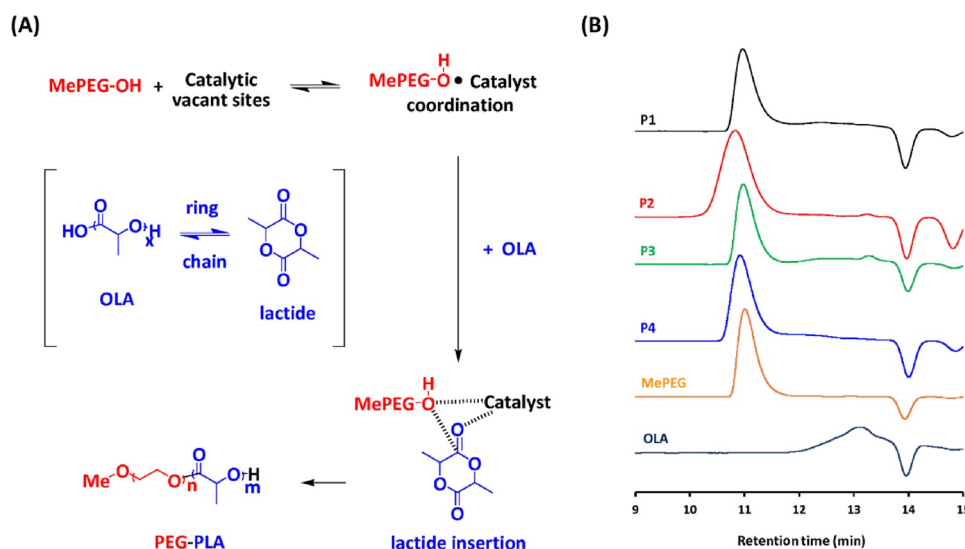 (A)
MePEG-OH + Catalytic vacant sites
H
MePEG-O • Catalyst
coordination
O
HO O H
x
OLA
ring
chain
O
O
O
O
lactide
+ OLA
H
MePEG-O Catalyst
O
O
O
O
lactide insertion
O
Me O O n O H m
PEG-PLA
(B)
P1
P2
P3
P4
MePEG
OLA
9 10 11 12 13 14 15
Retention time (min)